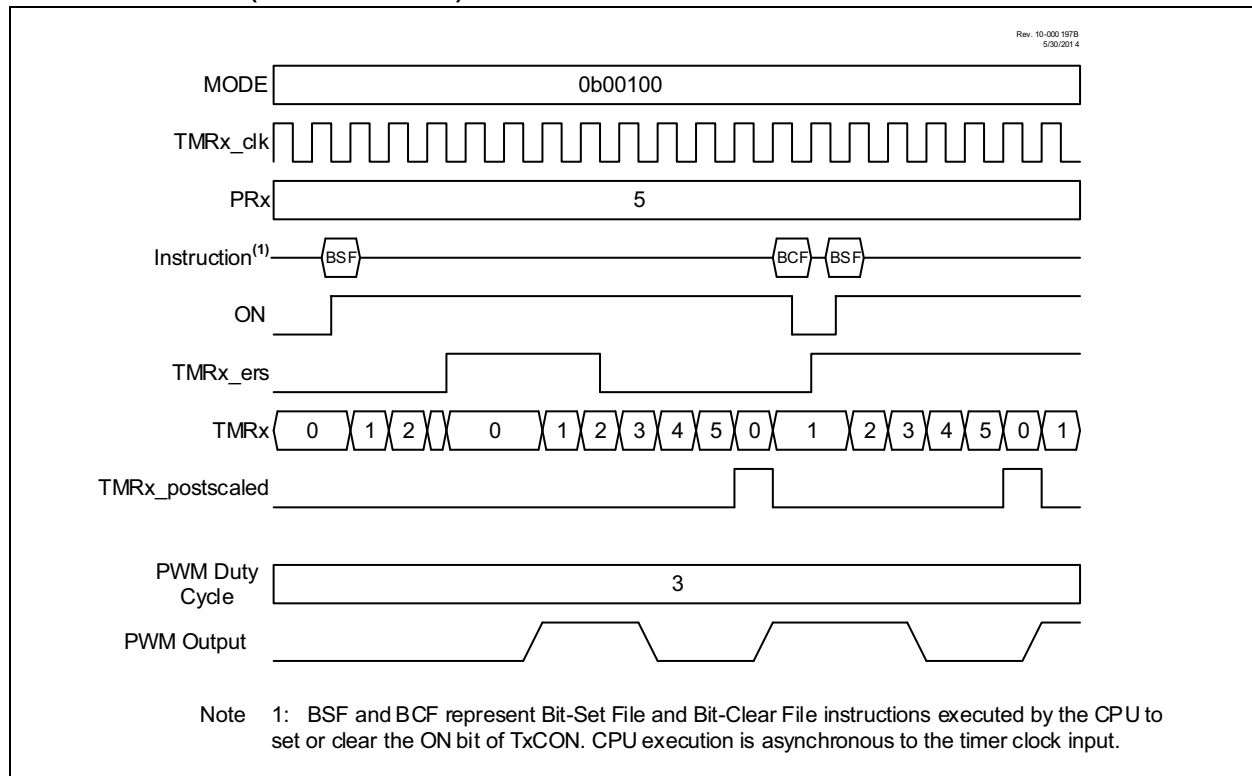 Rev. 10-000 197B
5/30/2014
MODE
0b00100
TMRx_clk
PRx
5
Instruction(1)
BSF
BCF
BSF
ON
TMRx_ers
TMRx
0 1 2 0 1 2 3 4 5 0 1 2 3 4 5 0 1
TMRx_postscaled
PWM Duty
Cycle
3
PWM Output
Note 1: BSF and BCF represent Bit-Set File and Bit-Clear File instructions executed by the CPU to
set or clear the ON bit of TxCON. CPU execution is asynchronous to the timer clock input.